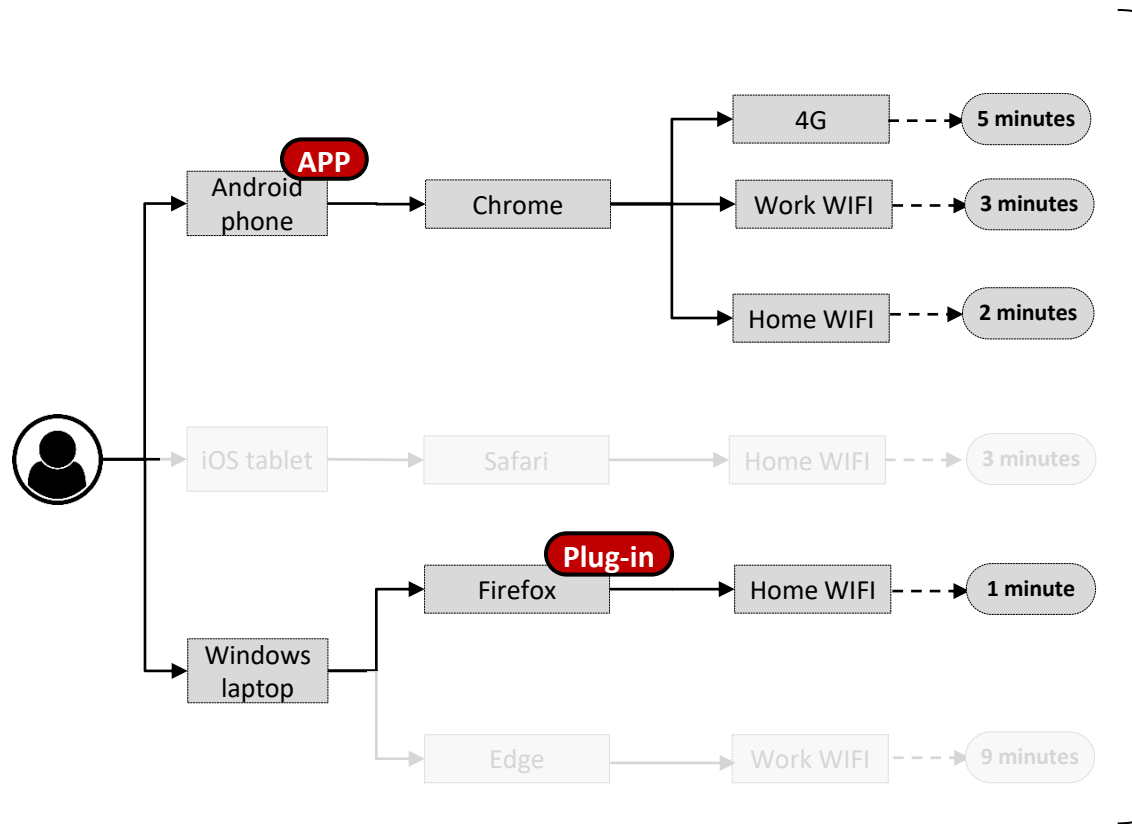 4G
5 minutes
APP
Android
phone
Chrome
Work WIFI
3 minutes
Home WIFI
2 minutes
iOS tablet
Safari
Home WIFI
3 minutes
Plug-in
Firefox
Home WIFI
1 minute
Windows
laptop
Edge
Work WIFI
9 minutes